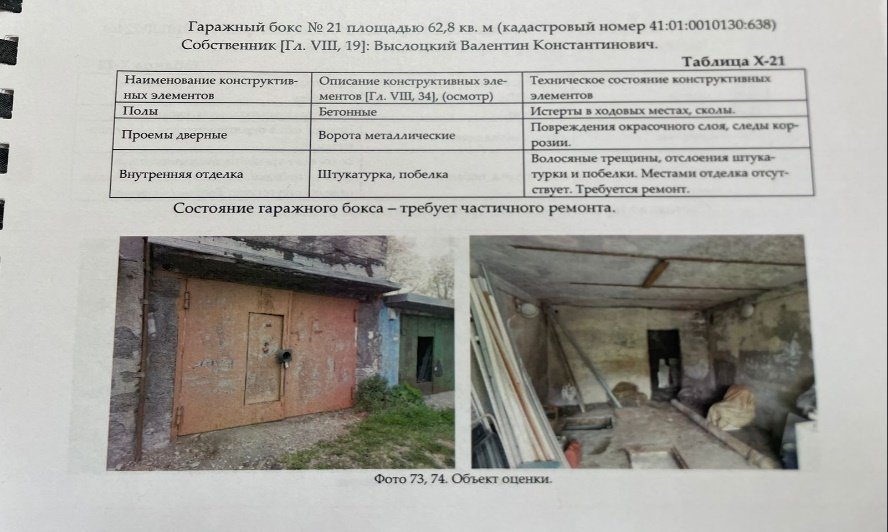 Гаражный бокс № 21 площадью 62,8 кв. м (кадастровый номер 41:01:0010130:638)
Собственник [Гл. VIII, 19]: Выслоцкий Валентин Константинович.
Таблица X-21
Наименование конструктив-
ных элементов
Описание конструктивных эле-
ментов [Гл. VIII, 34], (осмотр)
Техническое состояние конструктивных
элементов
Полы
Бетонные
Истерты в ходовых местах, сколы.
Проемы дверные
Ворота металлические
Повреждения окрасочного слоя, следы кор-
розии.
Внутренняя отделка
Штукатурка, побелка
Волосяные трещины, отслоения штука-
турки и побелки. Местами отделка отсут-
ствует. Требуется ремонт.
Состояние гаражного бокса – требует частичного ремонта.
Фото 73, 74. Объект оценки.